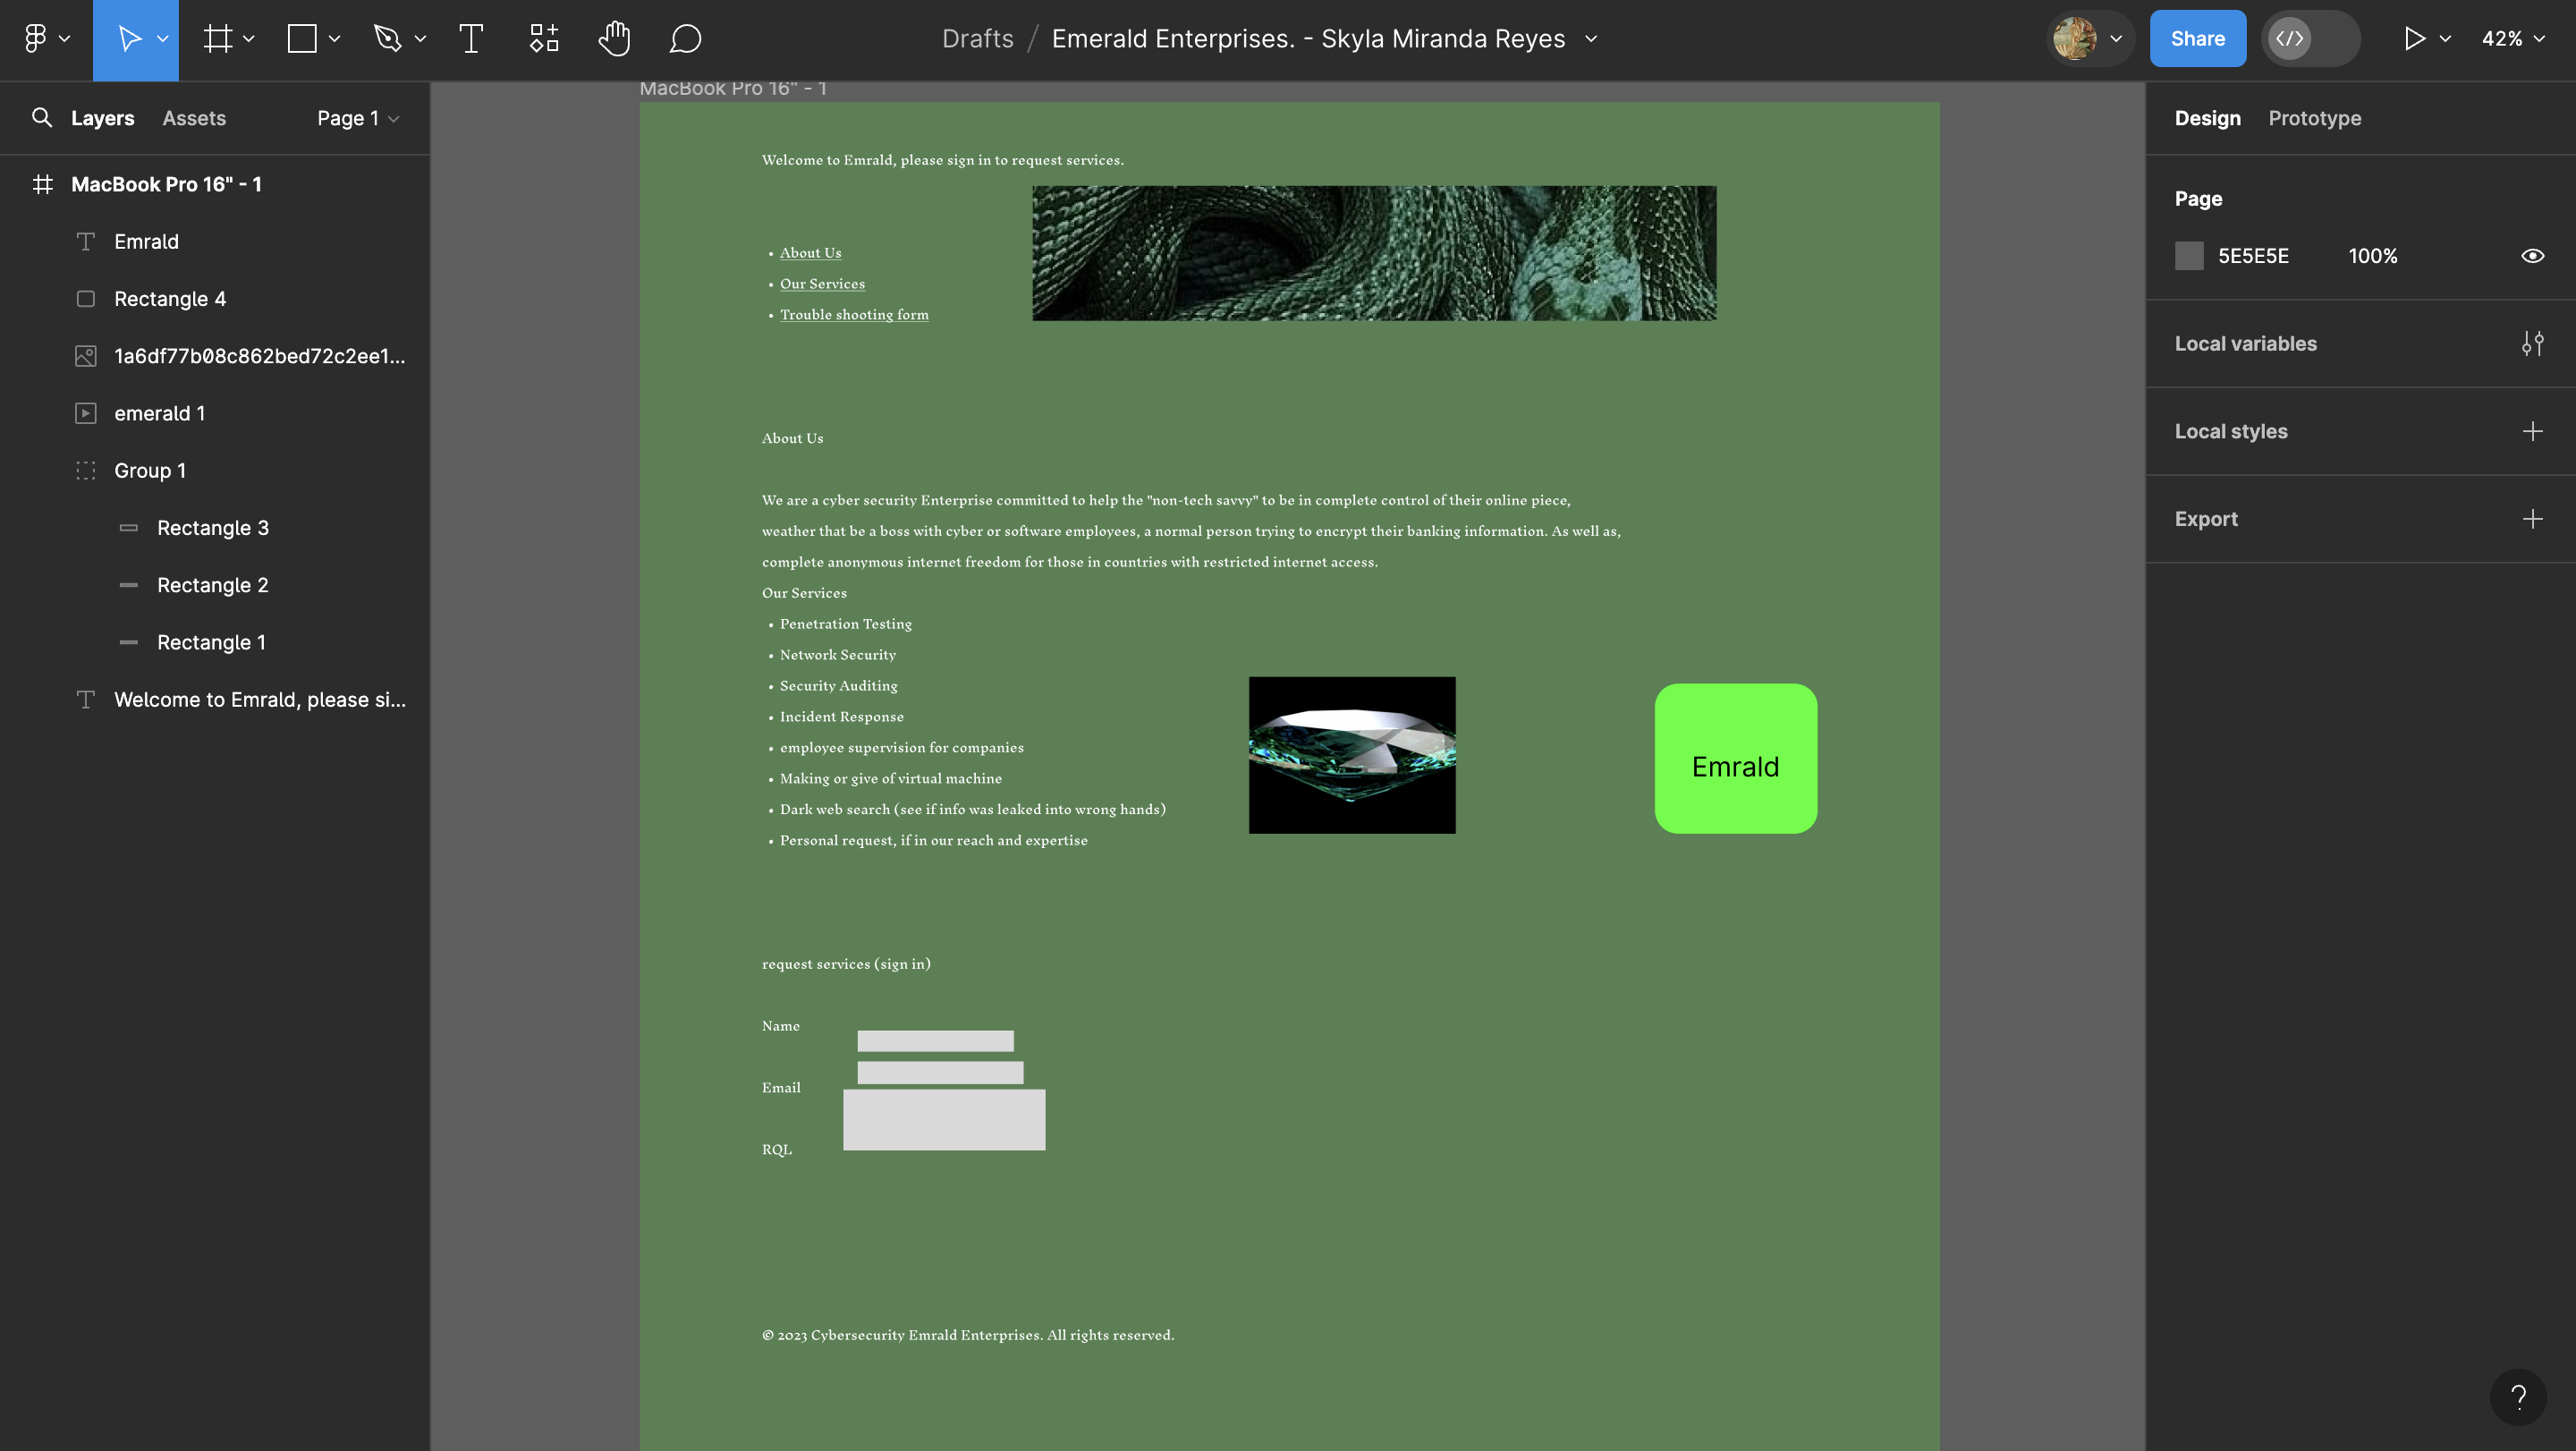 Drafts / Emerald Enterprises. - Skyla Miranda Reyes
Share
42%
Layers Assets Page 1
MacBook Pro 16" - 1
Emrald
Rectangle 4
1a6df77b08c862bed72c2ee1...
emerald 1
Group 1
Rectangle 3
Rectangle 2
Rectangle 1
Welcome to Emrald, please si...
MacBook Pro 16" - 1
Welcome to Emrald, please sign in to request services.
• About Us
• Our Services
• Trouble shooting form
About Us
We are a cyber security Enterprise committed to help the "non-tech savvy" to be in complete control of their online piece,
weather that be a boss with cyber or software employees, a normal person trying to encrypt their banking information. As well as,
complete anonymous internet freedom for those in countries with restricted internet access.
Our Services
• Penetration Testing
• Network Security
• Security Auditing
• Incident Response
• employee supervision for companies
• Making or give of virtual machine
• Dark web search (see if info was leaked into wrong hands)
• Personal request, if in our reach and expertise
Emrald
request services (sign in)
Name
Email
RQL
© 2023 Cybersecurity Emrald Enterprises. All rights reserved.
Design Prototype
Page
5E5E5E 100%
Local variables
Local styles
Export
?